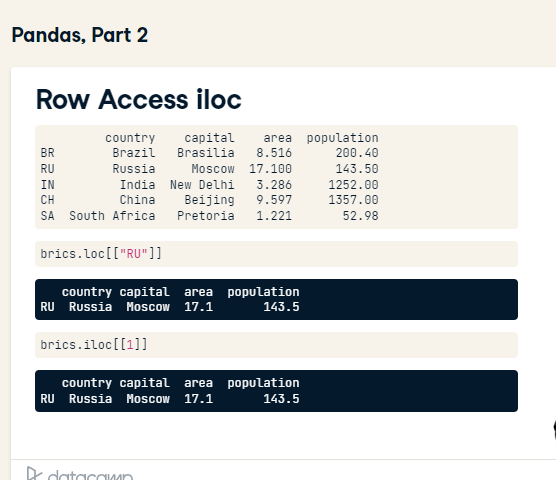 Pandas, Part 2
Row Access iloc
country capital area population
BR Brazil Brasilia 8.516 200.40
RU Russia Moscow 17.100 143.50
IN India New Delhi 3.286 1252.00
CH China Beijing 9.597 1357.00
SA South Africa Pretoria 1.221 52.98
brics.loc[["RU"]]
country capital area population
RU Russia Moscow 17.1 143.5
brics.iloc[[1]]
country capital area population
RU Russia Moscow 17.1 143.5
datacamp